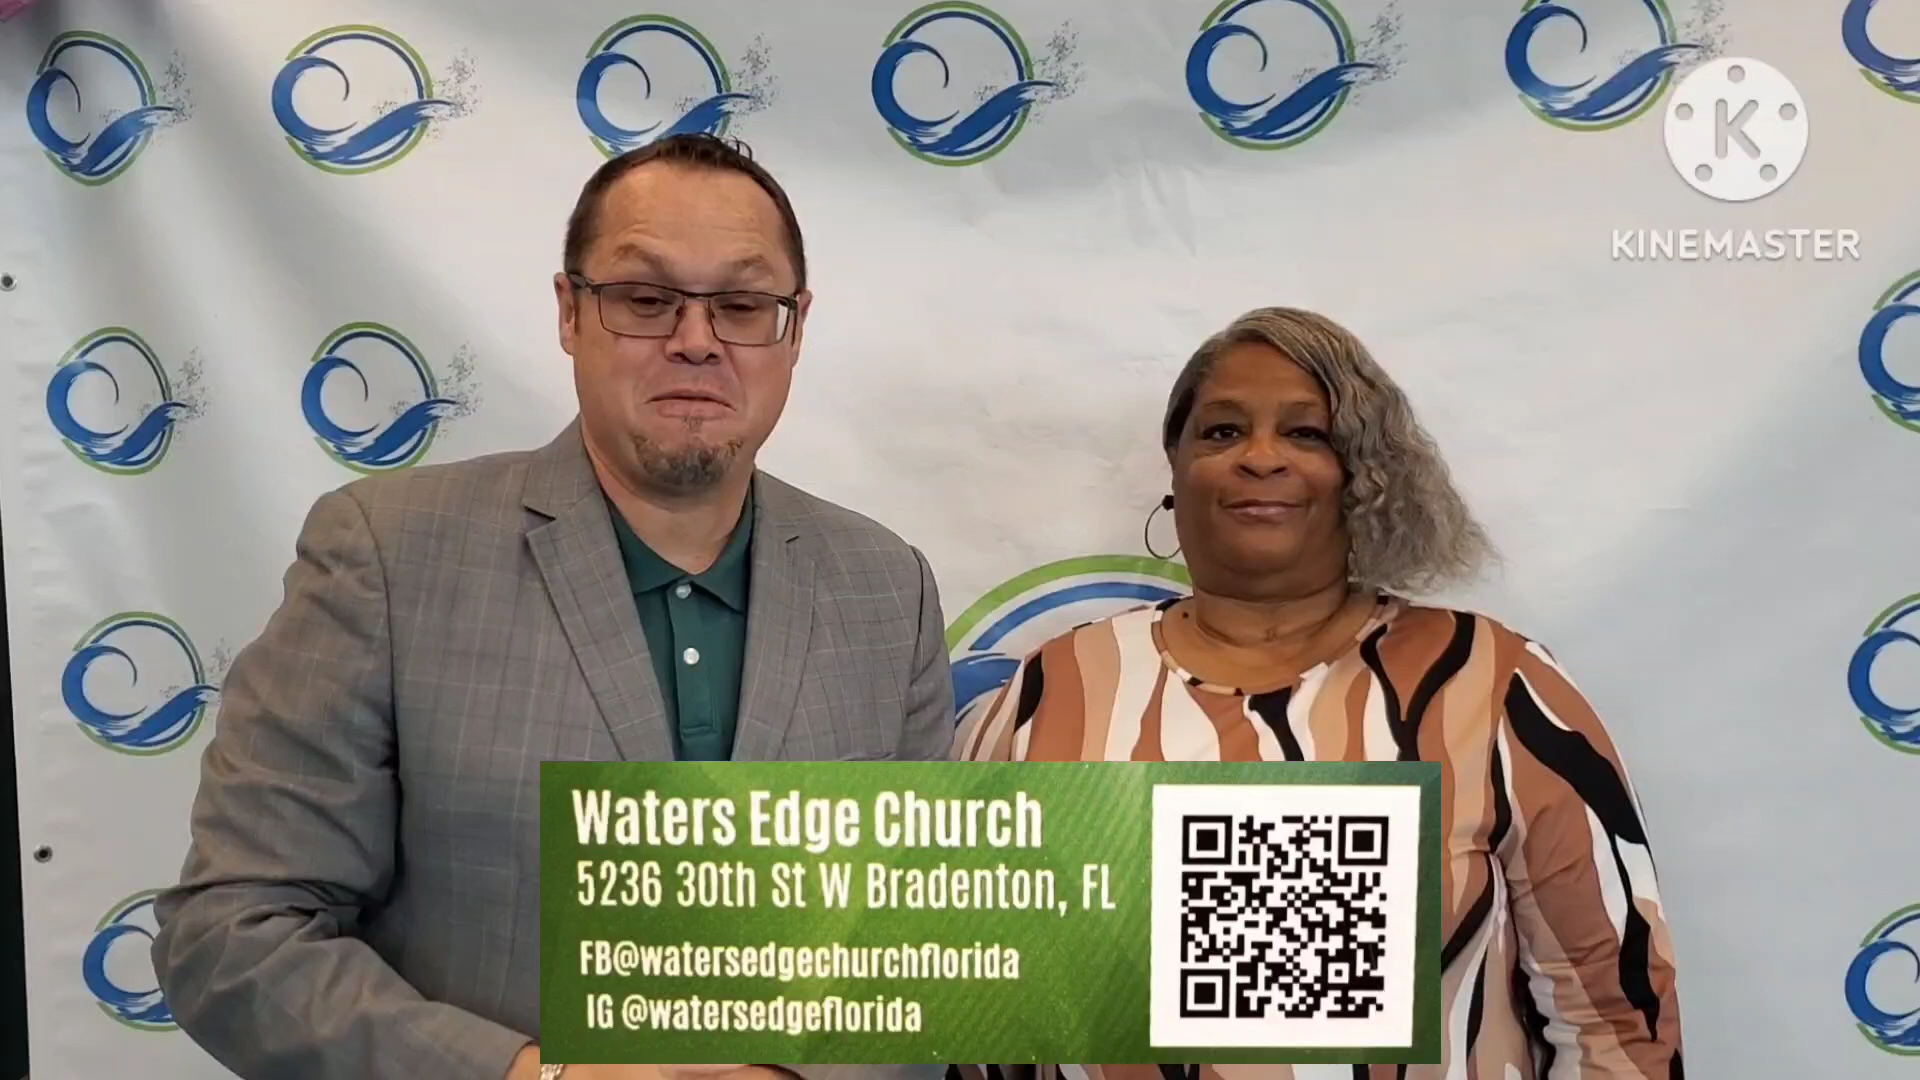 K
KINEMASTER
Waters Edge Church
5236 30th St W Bradenton, FL
FB@watersedgechurchflorida
IG @watersedgeflorida